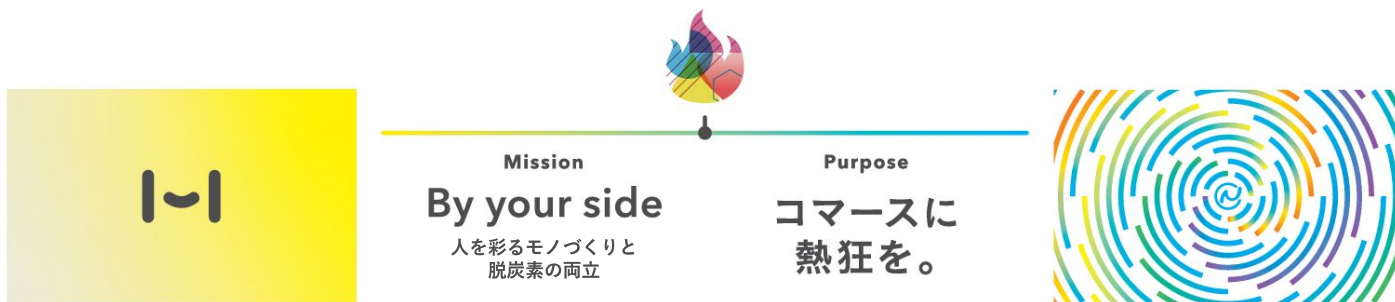 Mission
By your side
人を彩るモノづくりと
脱炭素の両立
Purpose
コマースに
熱狂を。